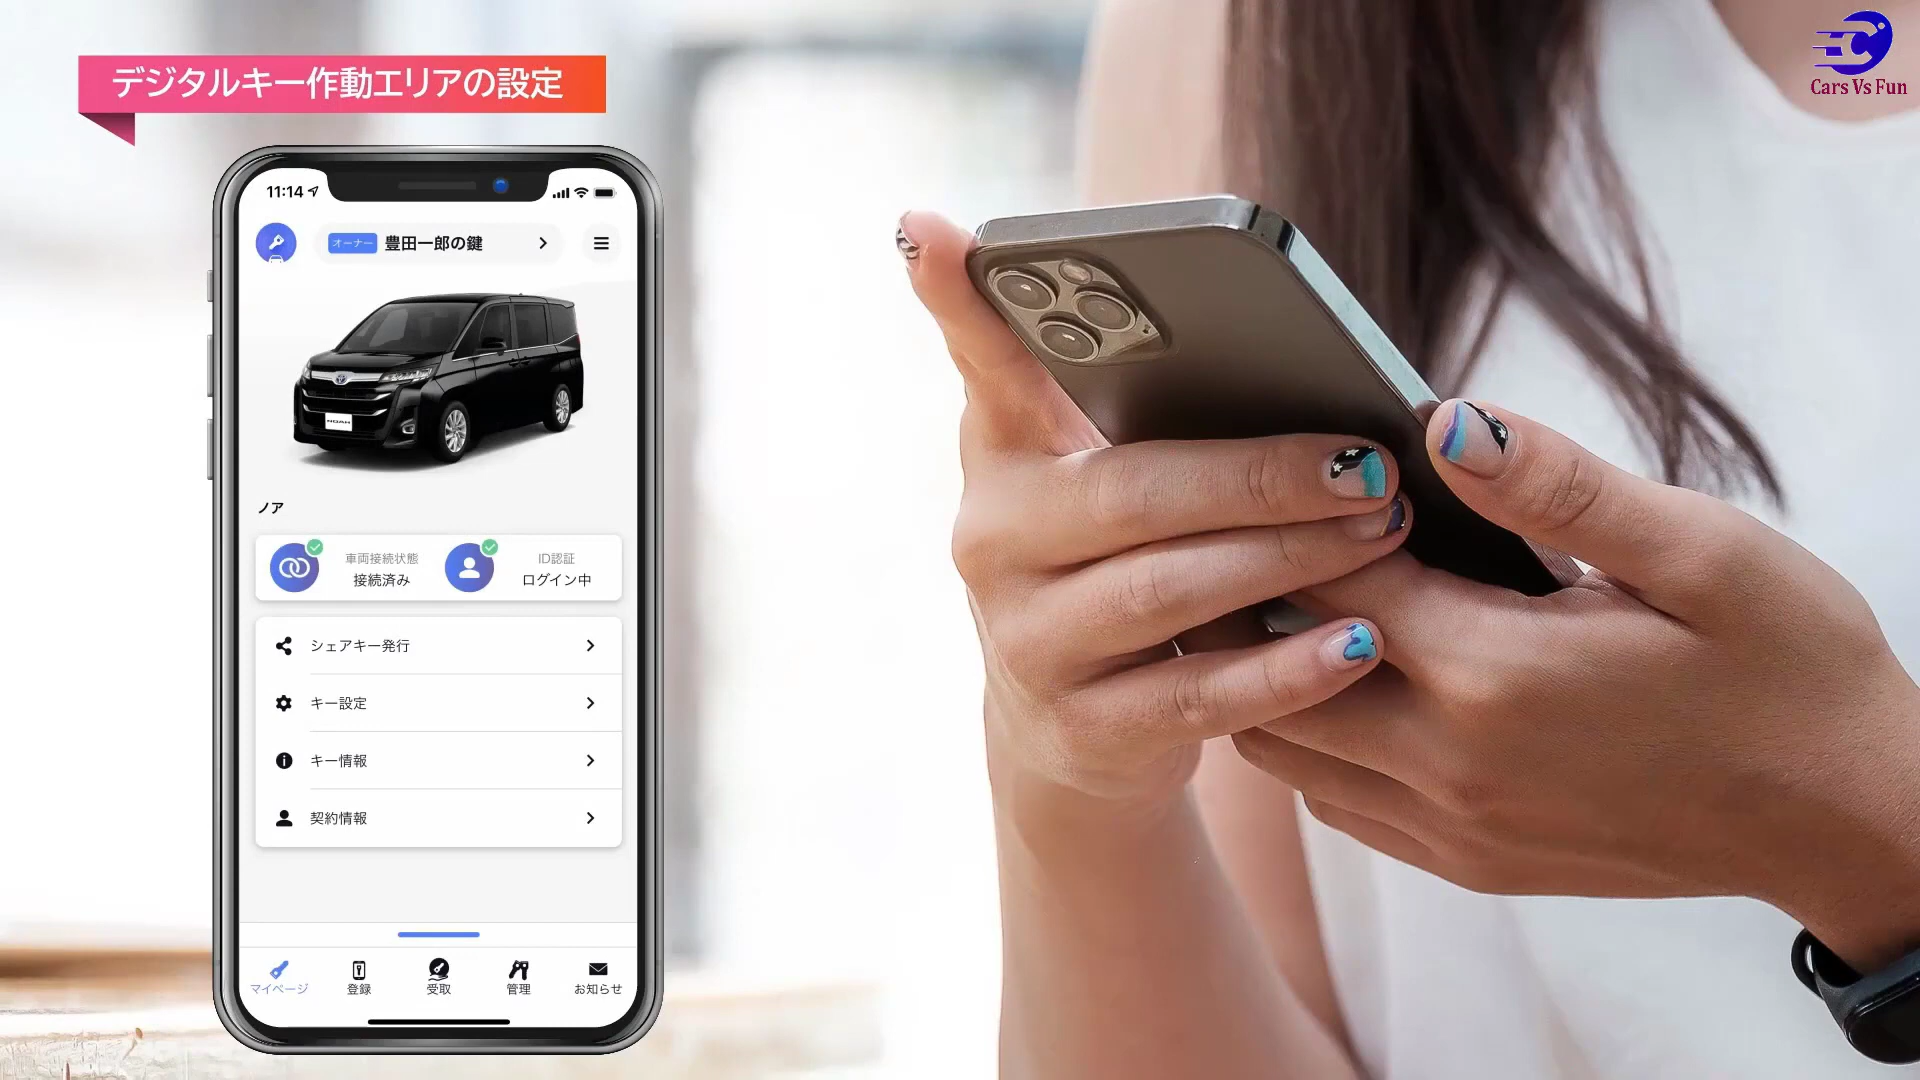 デジタルキー作動エリアの設定
Cars Vs Fun
11:14
オーナー 豊田一郎の鍵
NOAH
ノア
車両接続状態
接続済み
ID認証
ログイン中
シェアキー発行
キー設定
キー情報
契約情報
マイページ 登録 受取 管理 お知らせ